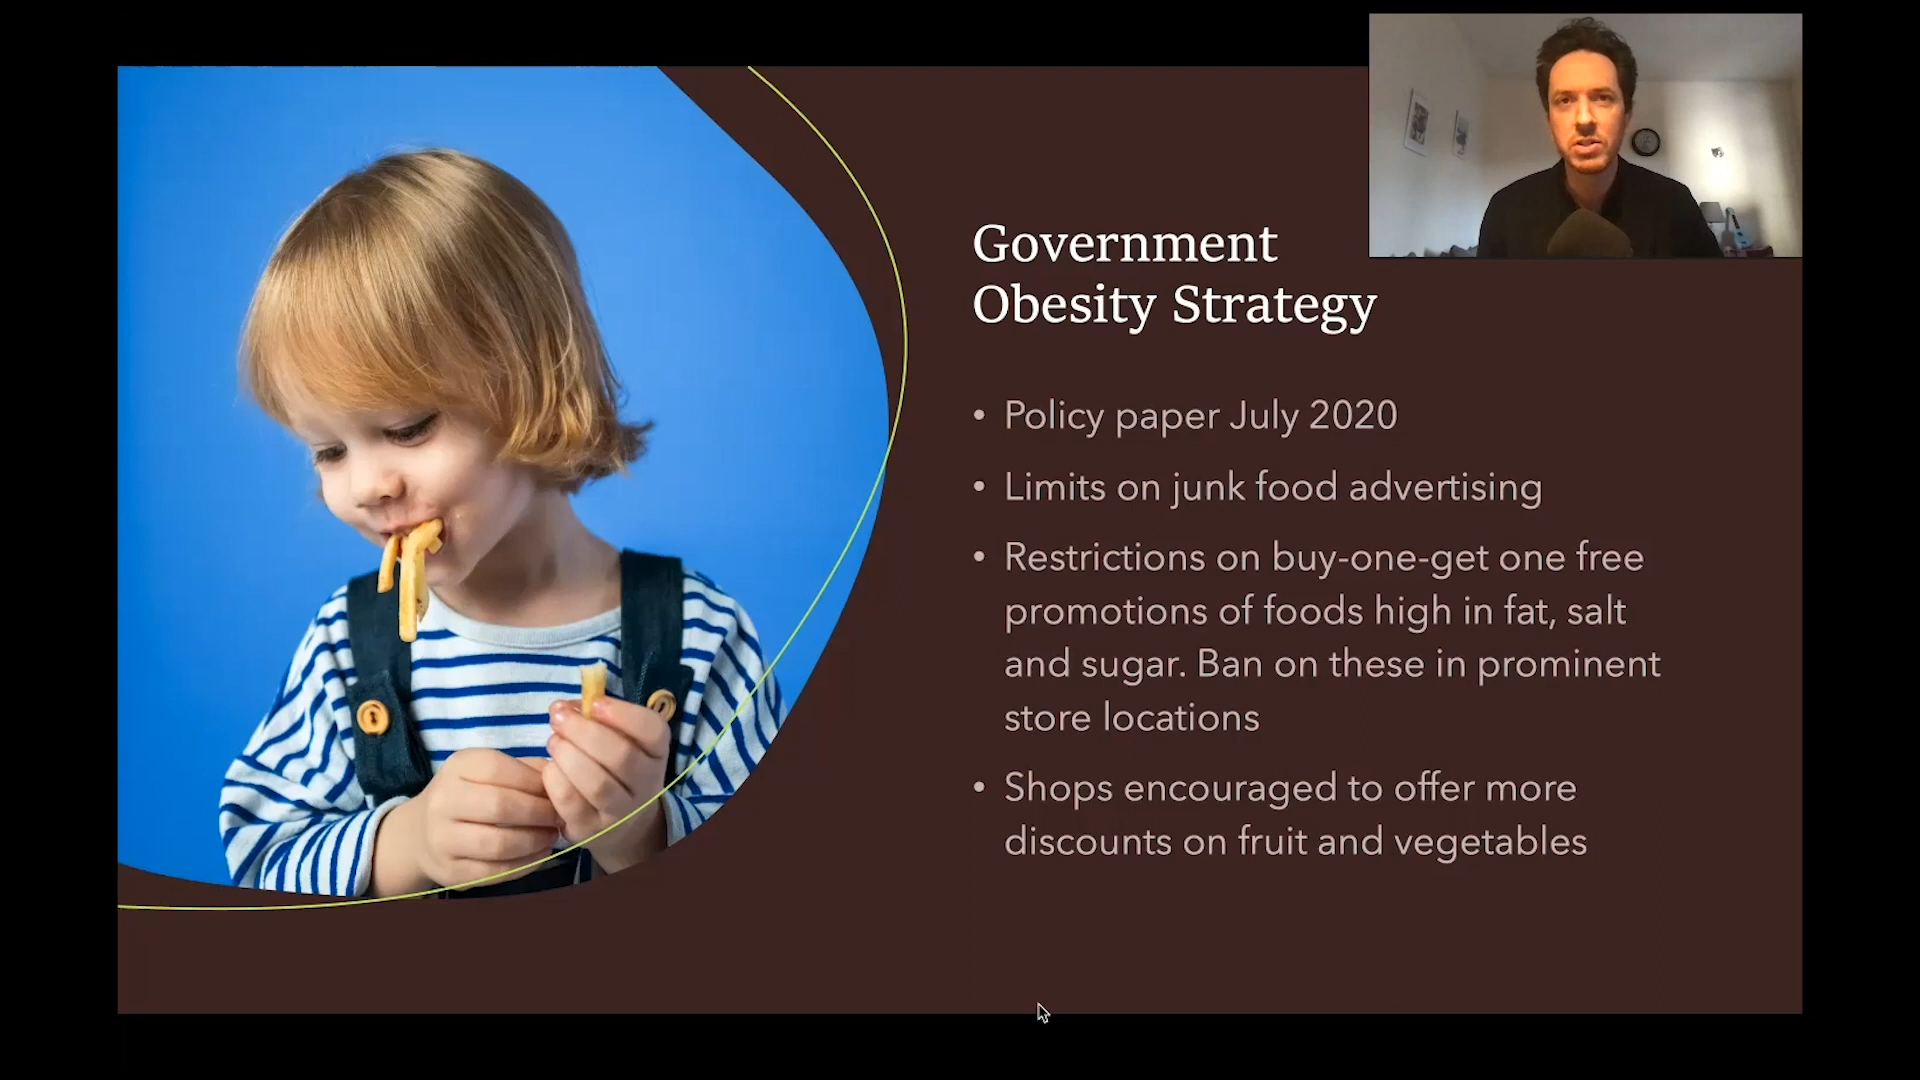 Government
Obesity Strategy
• Policy paper July 2020
• Limits on junk food advertising
• Restrictions on buy-one-get one free
promotions of foods high in fat, salt
and sugar. Ban on these in prominent
store locations
• Shops encouraged to offer more
discounts on fruit and vegetables